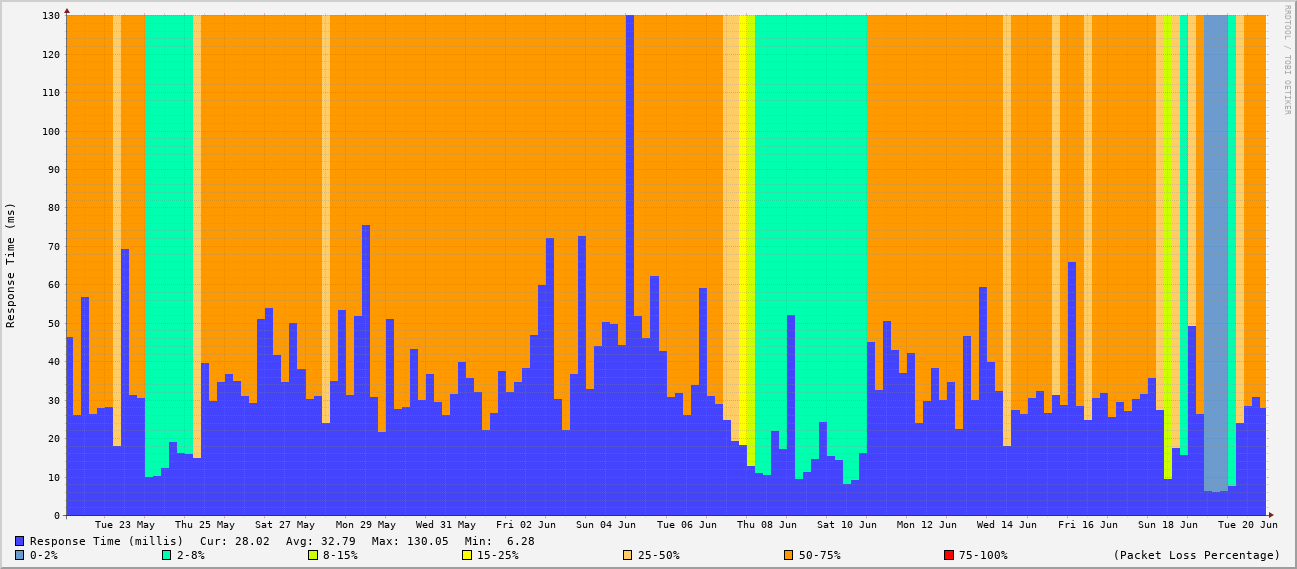 130
120
110
100
90
80
70
60
50
40
30
20
10
0
Response Time (ms)
RRDTOOL / TOBI OETIKER
Tue 23 May Thu 25 May Sat 27 May Mon 29 May Wed 31 May Fri 02 Jun Sun 04 Jun Tue 06 Jun Thu 08 Jun Sat 10 Jun Mon 12 Jun Wed 14 Jun Fri 16 Jun Sun 18 Jun Tue 20 Jun
Response Time (millis) Cur: 28.02 Avg: 32.79 Max: 130.05 Min: 6.28
0-2% 2-8% 8-15% 15-25% 25-50% 50-75% 75-100% (Packet Loss Percentage)